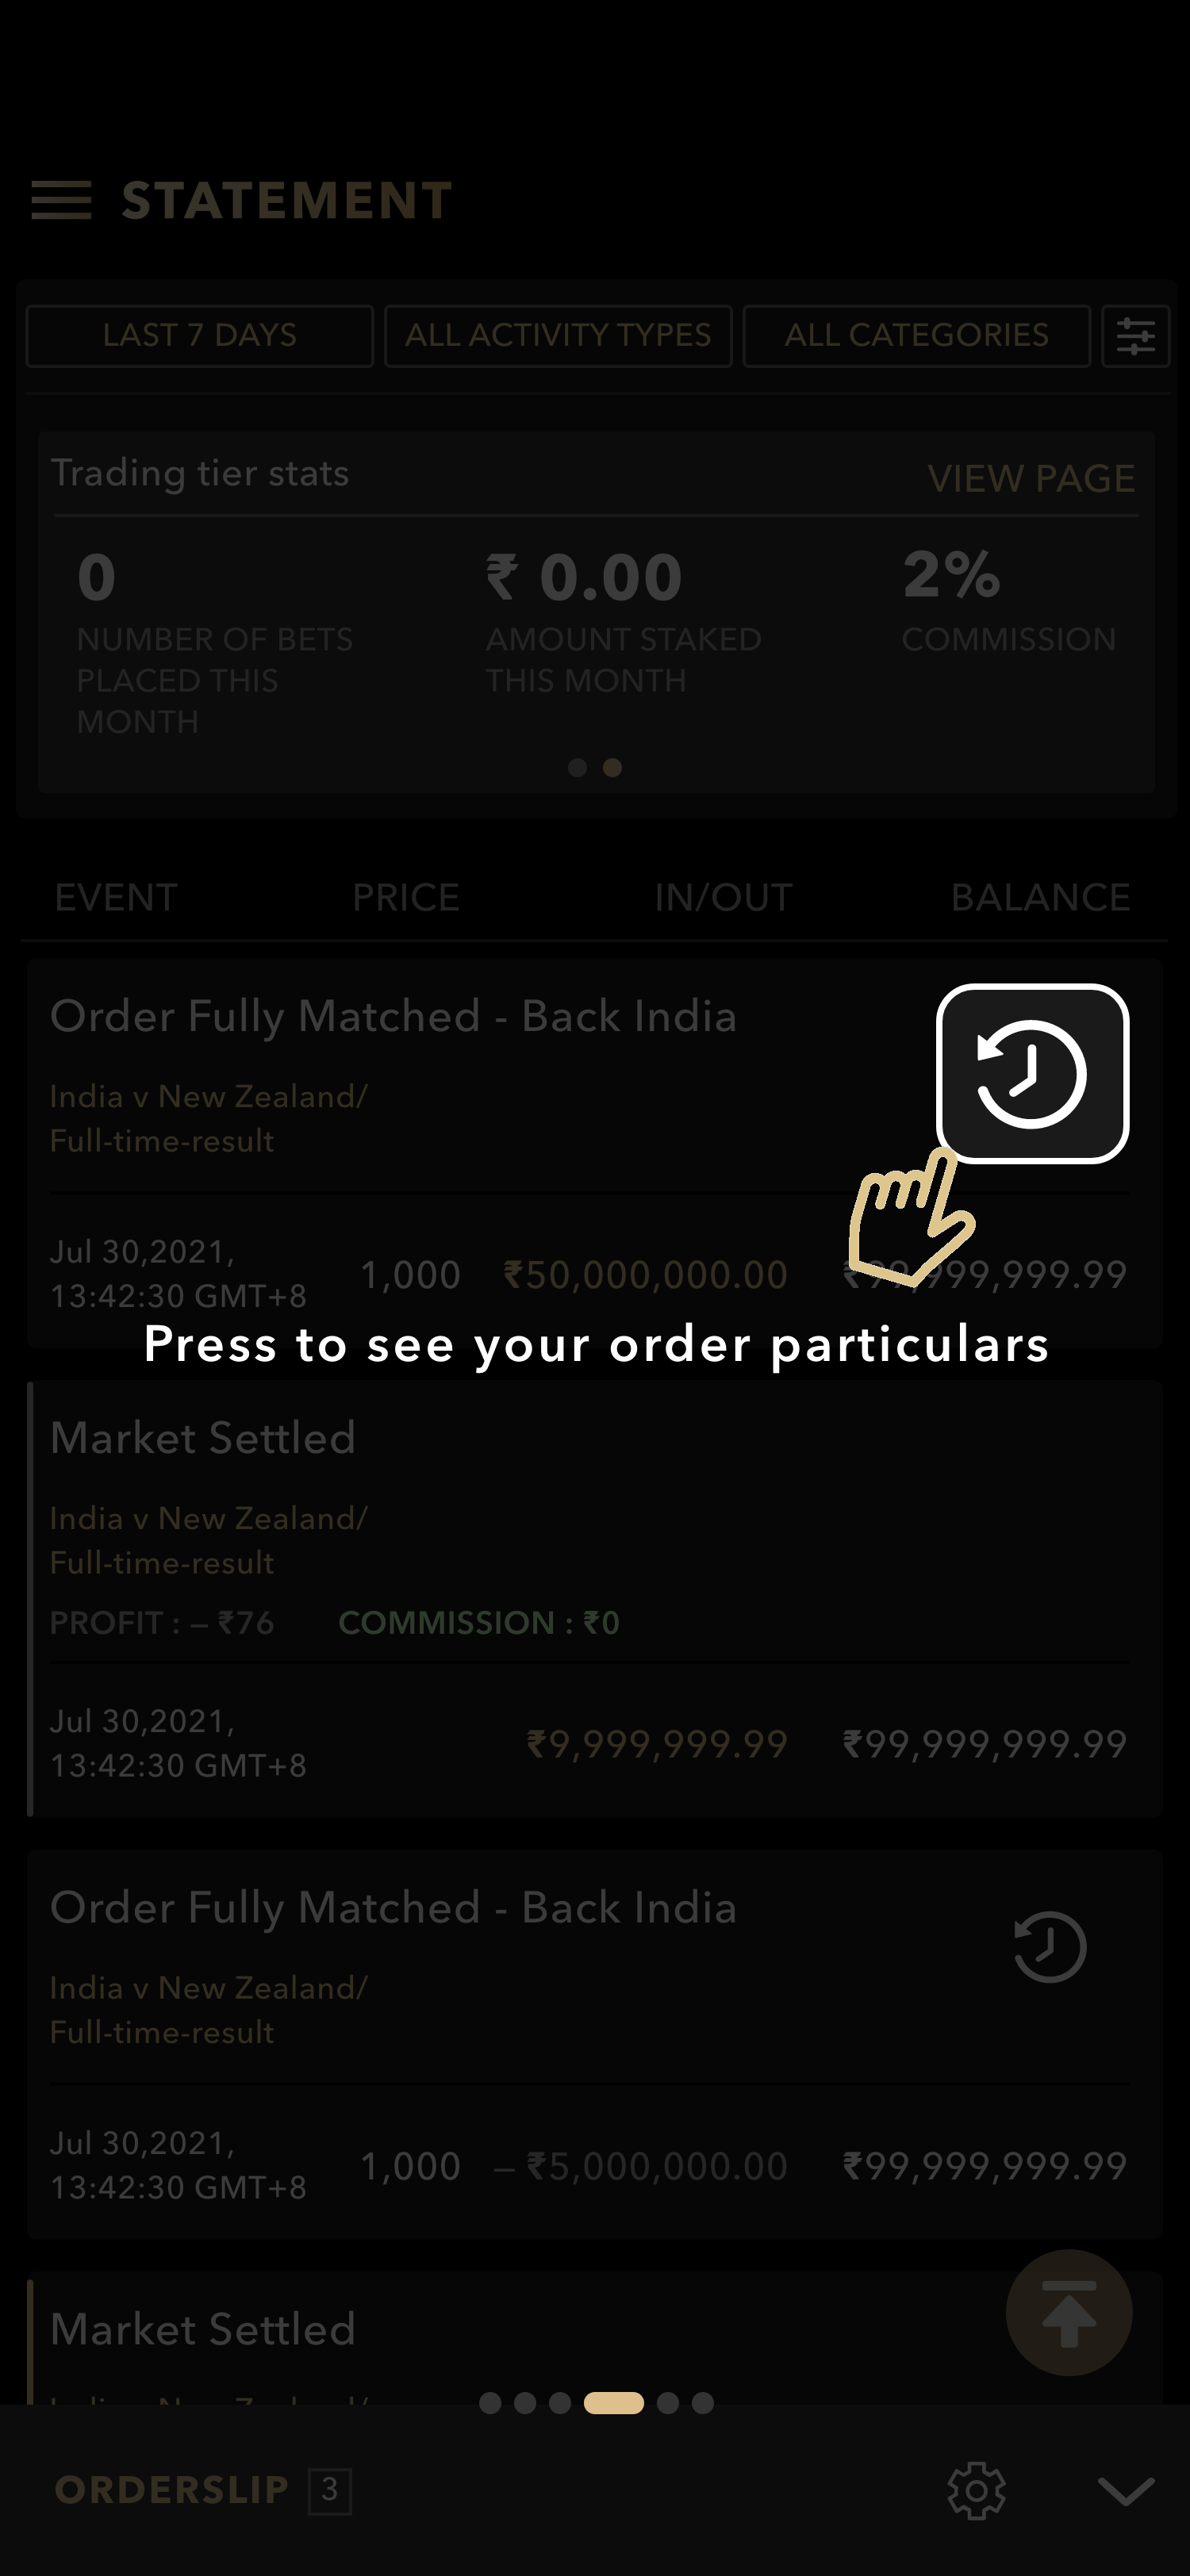 STATEMENT
LAST 7 DAYS ALL ACTIVITY TYPES ALL CATEGORIES
Trading tier stats VIEW PAGE
0 ₹ 0.00 2%
NUMBER OF BETS AMOUNT STAKED COMMISSION
PLACED THIS THIS MONTH
MONTH
EVENT PRICE IN/OUT BALANCE
Order Fully Matched - Back India
India v New Zealand/
Full-time-result
Jul 30,2021,
13:42:30 GMT+8 1,000 ₹50,000,000.00 ₹99,999,999.99
Press to see your order particulars
Market Settled
India v New Zealand/
Full-time-result
PROFIT : – ₹76 COMMISSION : ₹0
Jul 30,2021,
13:42:30 GMT+8 ₹9,999,999.99 ₹99,999,999.99
Order Fully Matched - Back India
India v New Zealand/
Full-time-result
Jul 30,2021,
13:42:30 GMT+8 1,000 – ₹5,000,000.00 ₹99,999,999.99
Market Settled
India v New Zealand/
ORDERSLIP 3